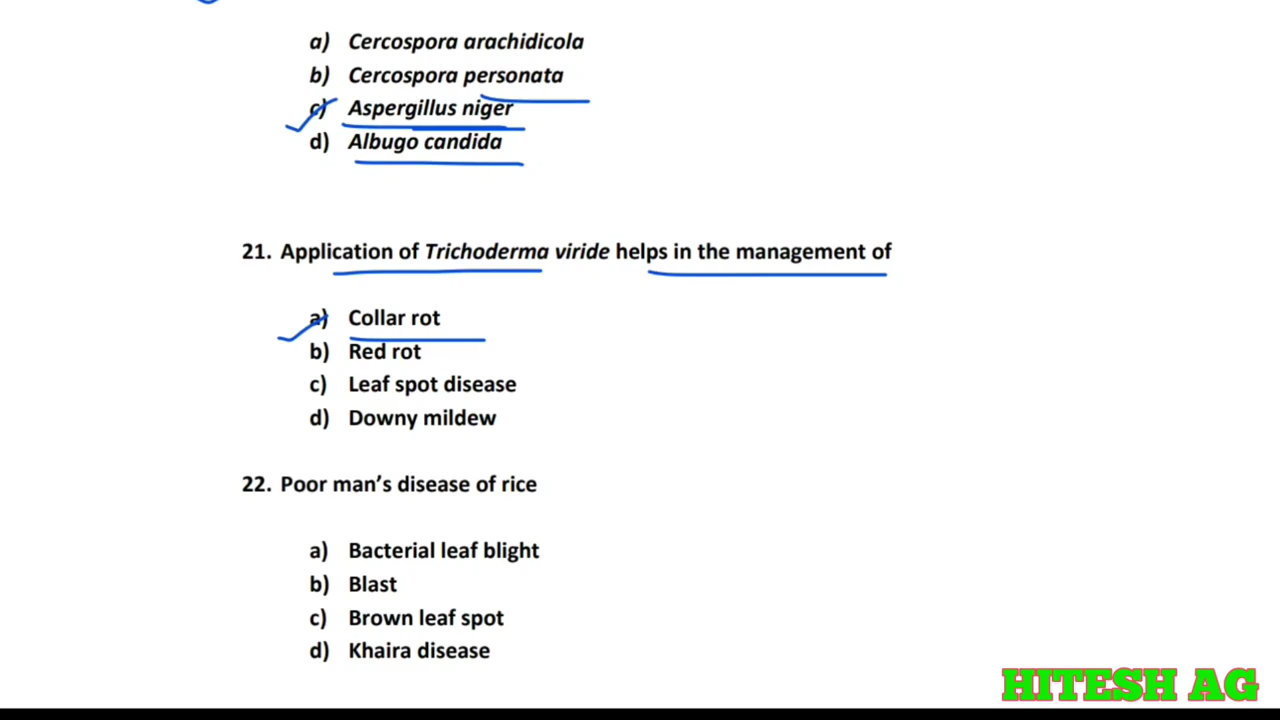 a) Cercospora arachidicola
b) Cercospora personata
c) Aspergillus niger
d) Albugo candida
21. Application of Trichoderma viride helps in the management of
a) Collar rot
b) Red rot
c) Leaf spot disease
d) Downy mildew
22. Poor man’s disease of rice
a) Bacterial leaf blight
b) Blast
c) Brown leaf spot
d) Khaira disease
HITESH AG